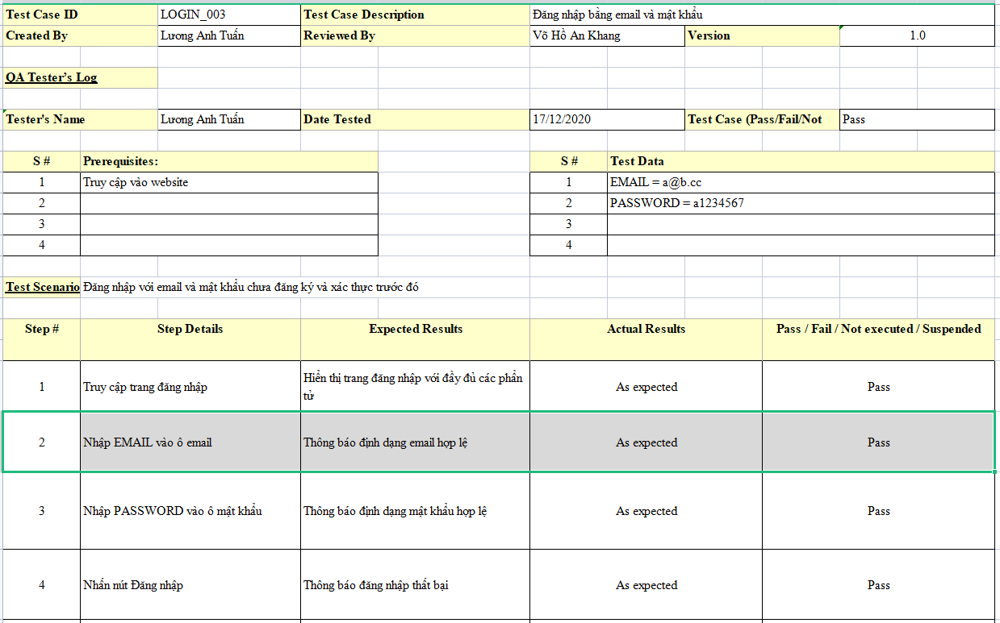 Test Case ID LOGIN_003 Test Case Description Đăng nhập bằng email và mật khẩu
Created By Lương Anh Tuấn Reviewed By Võ Hồ An Khang Version 1.0
QA Tester’s Log
Tester's Name Lương Anh Tuấn Date Tested 17/12/2020 Test Case (Pass/Fail/Not Pass
S # Prerequisites: S # Test Data
1 Truy cập vào website 1 EMAIL = a@b.cc
2 2 PASSWORD = a1234567
3 3
4 4
Test Scenario Đăng nhập với email và mật khẩu chưa đăng ký và xác thực trước đó
Step # Step Details Expected Results Actual Results Pass / Fail / Not executed / Suspended
1 Truy cập trang đăng nhập Hiển thị trang đăng nhập với đầy đủ các phần
tử As expected Pass
2 Nhập EMAIL vào ô email Thông báo định dạng email hợp lệ As expected Pass
3 Nhập PASSWORD vào ô mật khẩu Thông báo định dạng mật khẩu hợp lệ As expected Pass
4 Nhấn nút Đăng nhập Thông báo đăng nhập thất bại As expected Pass